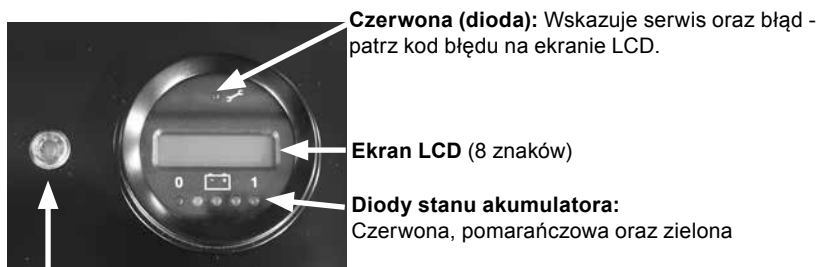 Czerwona (dioda): Wskazuje serwis oraz błąd -
patrz kod błędu na ekranie LCD.
Ekran LCD (8 znaków)
0 1
Diody stanu akumulatora:
Czerwona, pomarańczowa oraz zielona